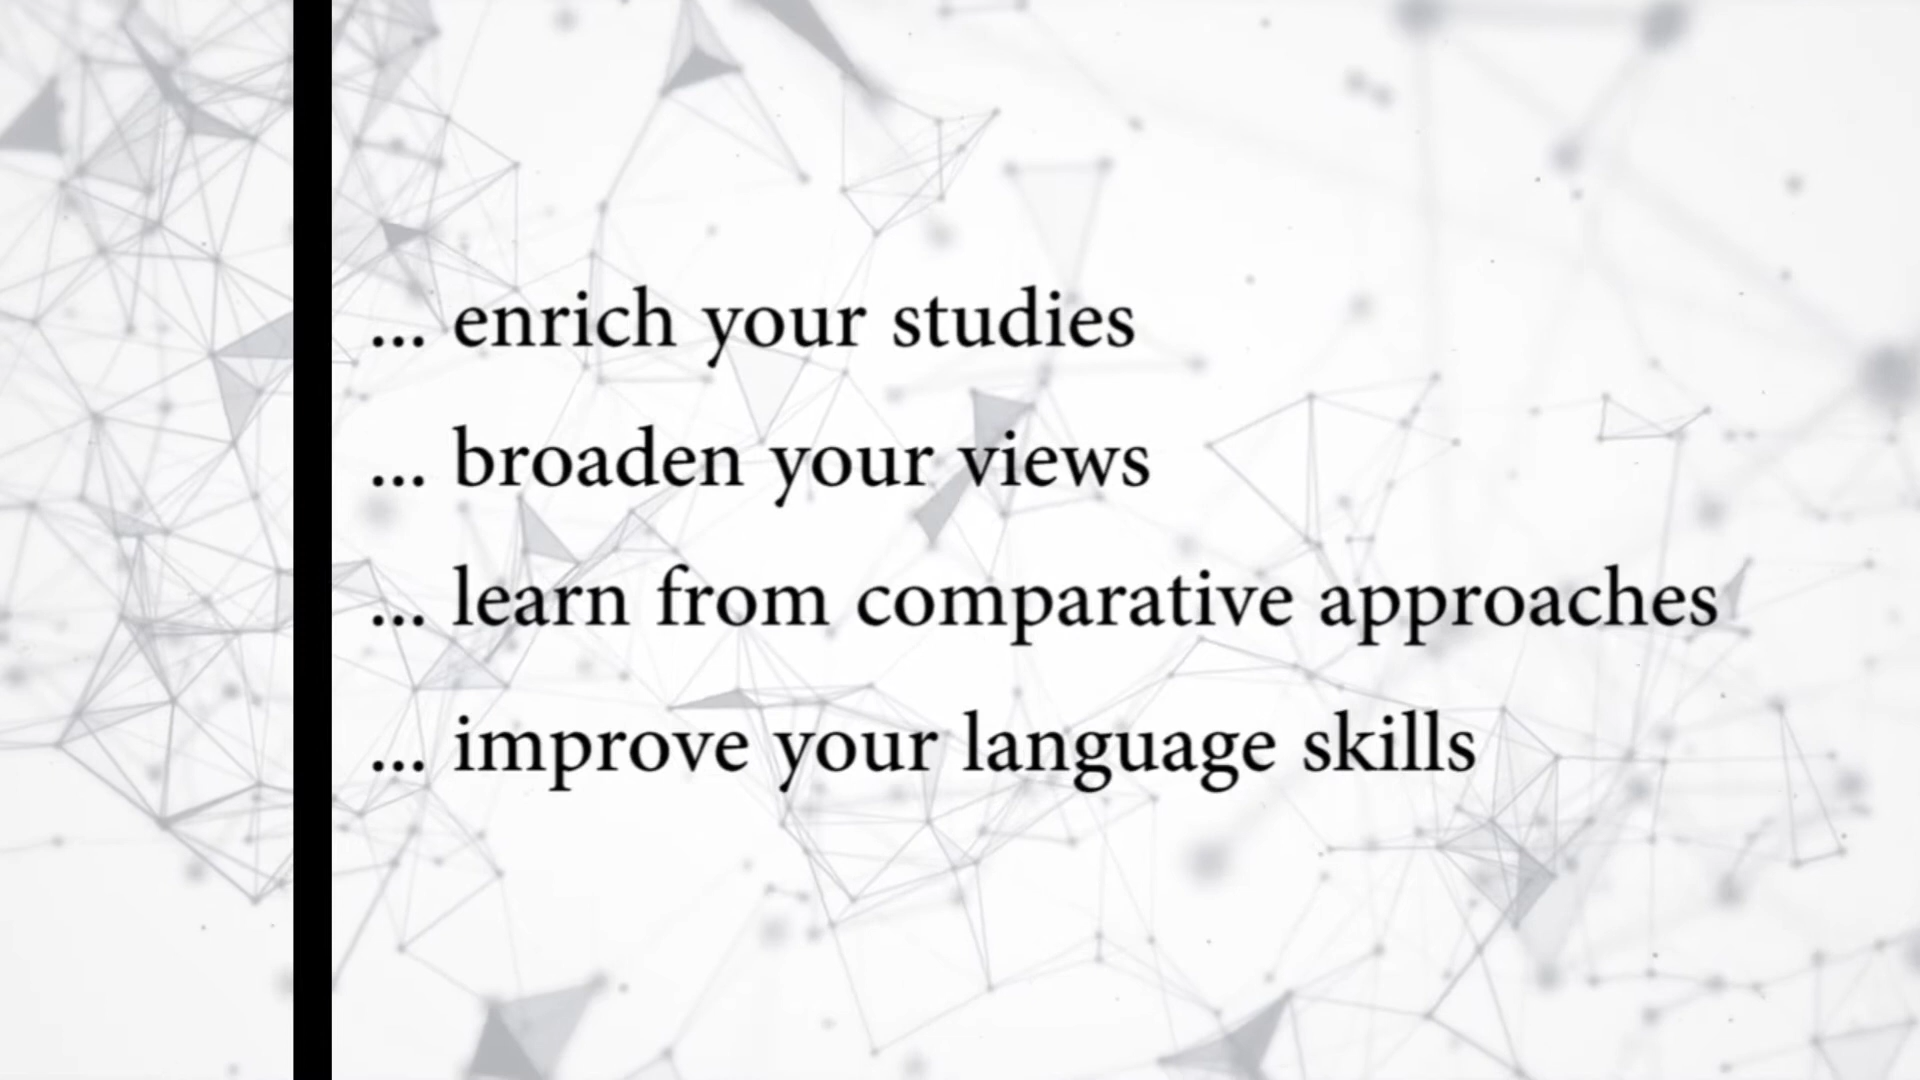 ... enrich your studies
... broaden your views
... learn from comparative approaches
... improve your language skills